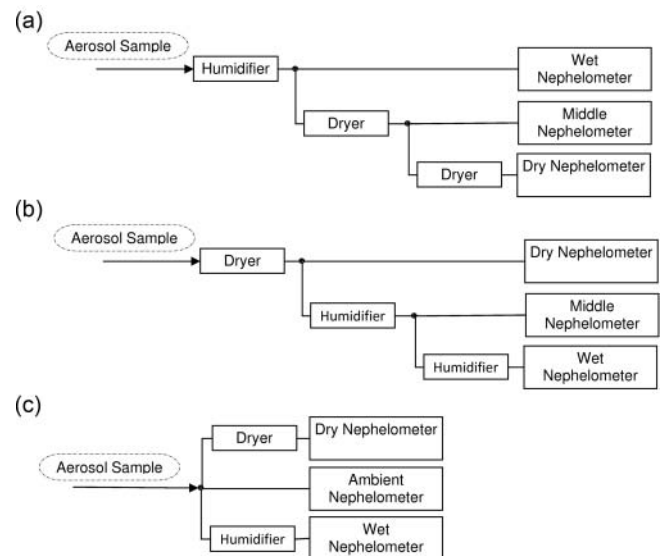 (a)
Aerosol Sample
Humidifier
Wet
Nephelometer
Dryer
Middle
Nephelometer
Dryer
Dry Nephelometer
(b)
Aerosol Sample
Dryer
Dry Nephelometer
Humidifier
Middle
Nephelometer
Humidifier
Wet
Nephelometer
(c)
Aerosol Sample
Dryer
Dry Nephelometer
Ambient
Nephelometer
Humidifier
Wet
Nephelometer